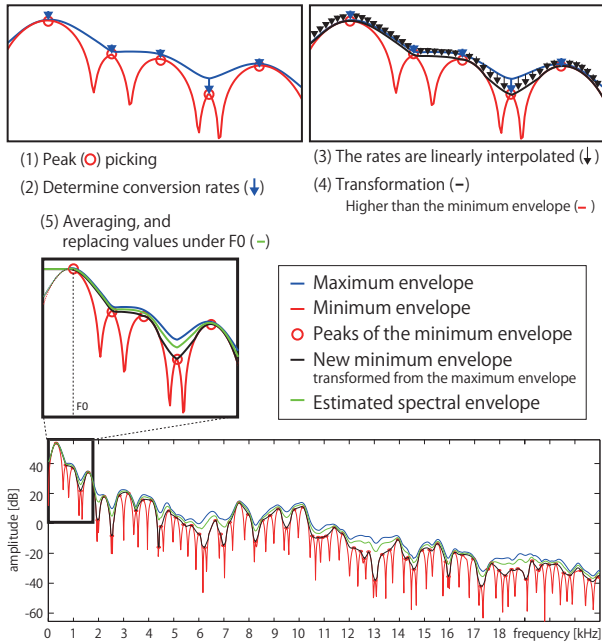 (1) Peak (O) picking
(2) Determine conversion rates (↓)
(3) The rates are linearly interpolated (↓)
(4) Transformation (–)
Higher than the minimum envelope (–)
(5) Averaging, and
replacing values under F0 (–)
F0
Maximum envelope
Minimum envelope
Peaks of the minimum envelope
New minimum envelope
transformed from the maximum envelope
Estimated spectral envelope
amplitude [dB]
40
20
0
-20
-40
-60
0 1 2 3 4 5 6 7 8 9 10 11 12 13 14 15 16 17 18 frequency [kHz]